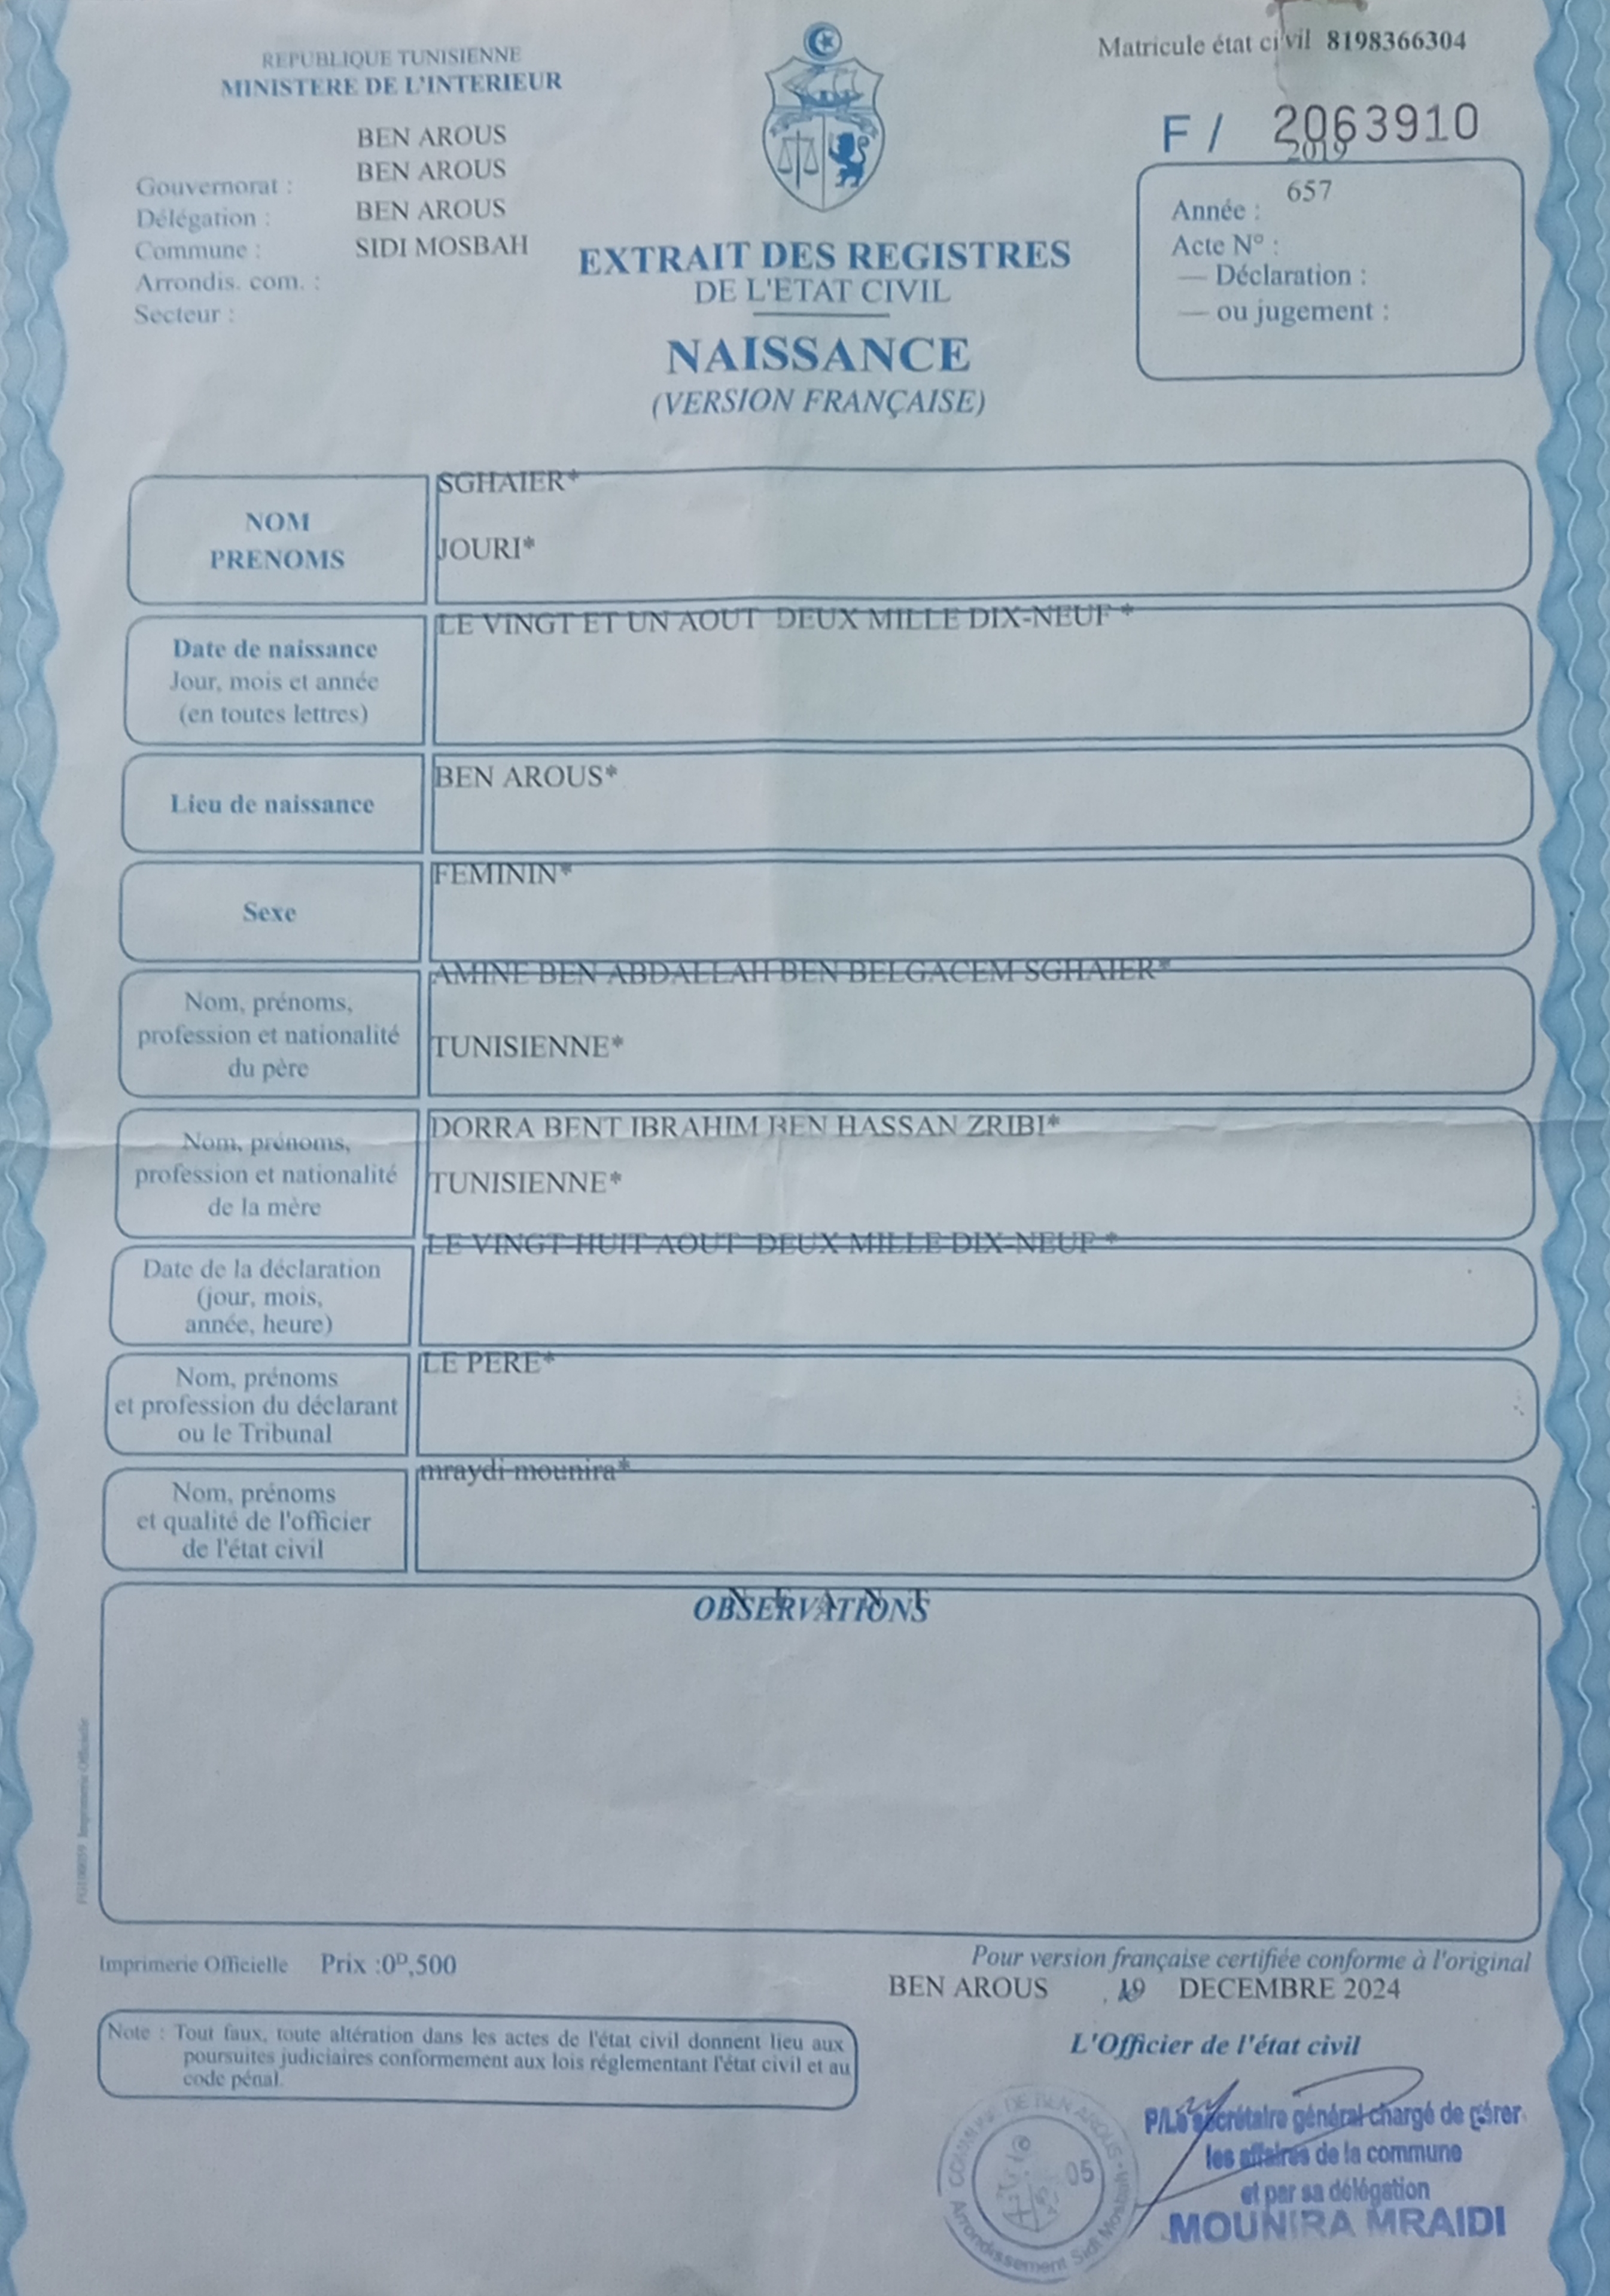 REPUBLIQUE TUNISIENNE
MINISTERE DE L'INTERIEUR
Matricule état civil 8198366304
F / 2063910
BEN AROUS
Gouvernorat : BEN AROUS
Délégation : BEN AROUS
Commune : SIDI MOSBAH
Arrondis. com. :
Secteur :
2019
657
Année :
Acte N° :
— Déclaration :
— ou jugement :
EXTRAIT DES REGISTRES
DE L'ETAT CIVIL
NAISSANCE
(VERSION FRANÇAISE)
NOM
PRENOMS
SGHAIER*
JOURI*
Date de naissance
Jour, mois et année
(en toutes lettres)
LE VINGT ET UN AOUT DEUX MILLE DIX-NEUF *
Lieu de naissance
BEN AROUS*
Sexe
FEMININ*
Nom, prénoms,
profession et nationalité
du père
AMINE BEN ABDALLAH BEN BELGACEM SGHAIER*
TUNISIENNE*
Nom, prénoms,
profession et nationalité
de la mère
DORRA BENT IBRAHIM BEN HASSAN ZRIBI*
TUNISIENNE*
Date de la déclaration
(jour, mois,
année, heure)
LE VINGT-HUIT AOUT DEUX MILLE DIX-NEUF *
Nom, prénoms
et profession du déclarant
ou le Tribunal
LE PERE*
Nom, prénoms
et qualité de l'officier
de l'état civil
mraydi mounira*
OBSERVATIONS
N E A N T
Imprimerie Officielle
Imprimerie Officielle Prix :0ᴰ,500
Pour version française certifiée conforme à l'original
BEN AROUS 19 DECEMBRE 2024
Note : Tout faux, toute altération dans les actes de l'état civil donnent lieu aux
poursuites judiciaires conformement aux lois réglementant l'état civil et au
code pénal.
L'Officier de l'état civil
P/Le secrétaire général chargé de gérer
les affaires de la commune
et par sa délégation
MOUNIRA MRAIDI
COMMUNE DE BEN AROUS
05
Arrondissement Sidi Mosbah